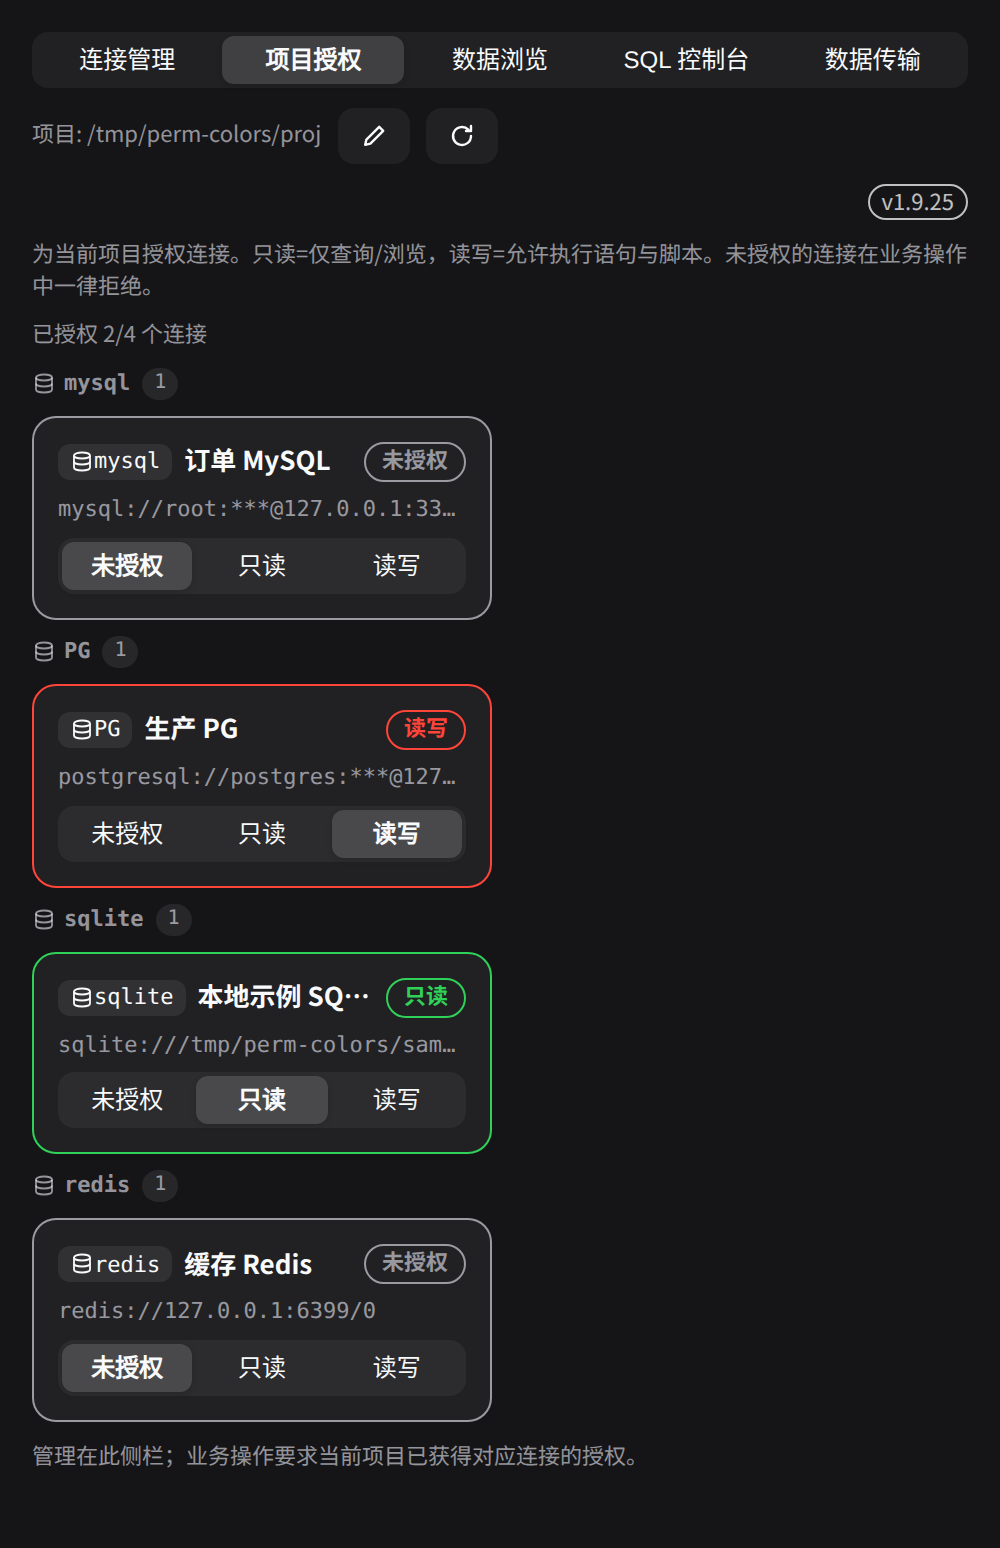 连接管理 项目授权 数据浏览 SQL 控制台 数据传输
项目: /tmp/perm-colors/proj
v1.9.25
为当前项目授权连接。只读=仅查询/浏览，读写=允许执行语句与脚本。未授权的连接在业务操作
中一律拒绝。
已授权 2/4 个连接
mysql 1
mysql 订单 MySQL 未授权
mysql://root:***@127.0.0.1:33…
未授权 只读 读写
PG 1
PG 生产 PG 读写
postgresql://postgres:***@127…
未授权 只读 读写
sqlite 1
sqlite 本地示例 SQ… 只读
sqlite:///tmp/perm-colors/sam…
未授权 只读 读写
redis 1
redis 缓存 Redis 未授权
redis://127.0.0.1:6399/0
未授权 只读 读写
管理在此侧栏；业务操作要求当前项目已获得对应连接的授权。